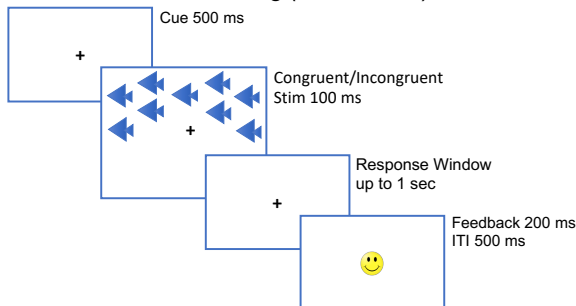 Cue 500 ms
+
Congruent/Incongruent
Stim 100 ms
+
Response Window
up to 1 sec
+
Feedback 200 ms
ITI 500 ms